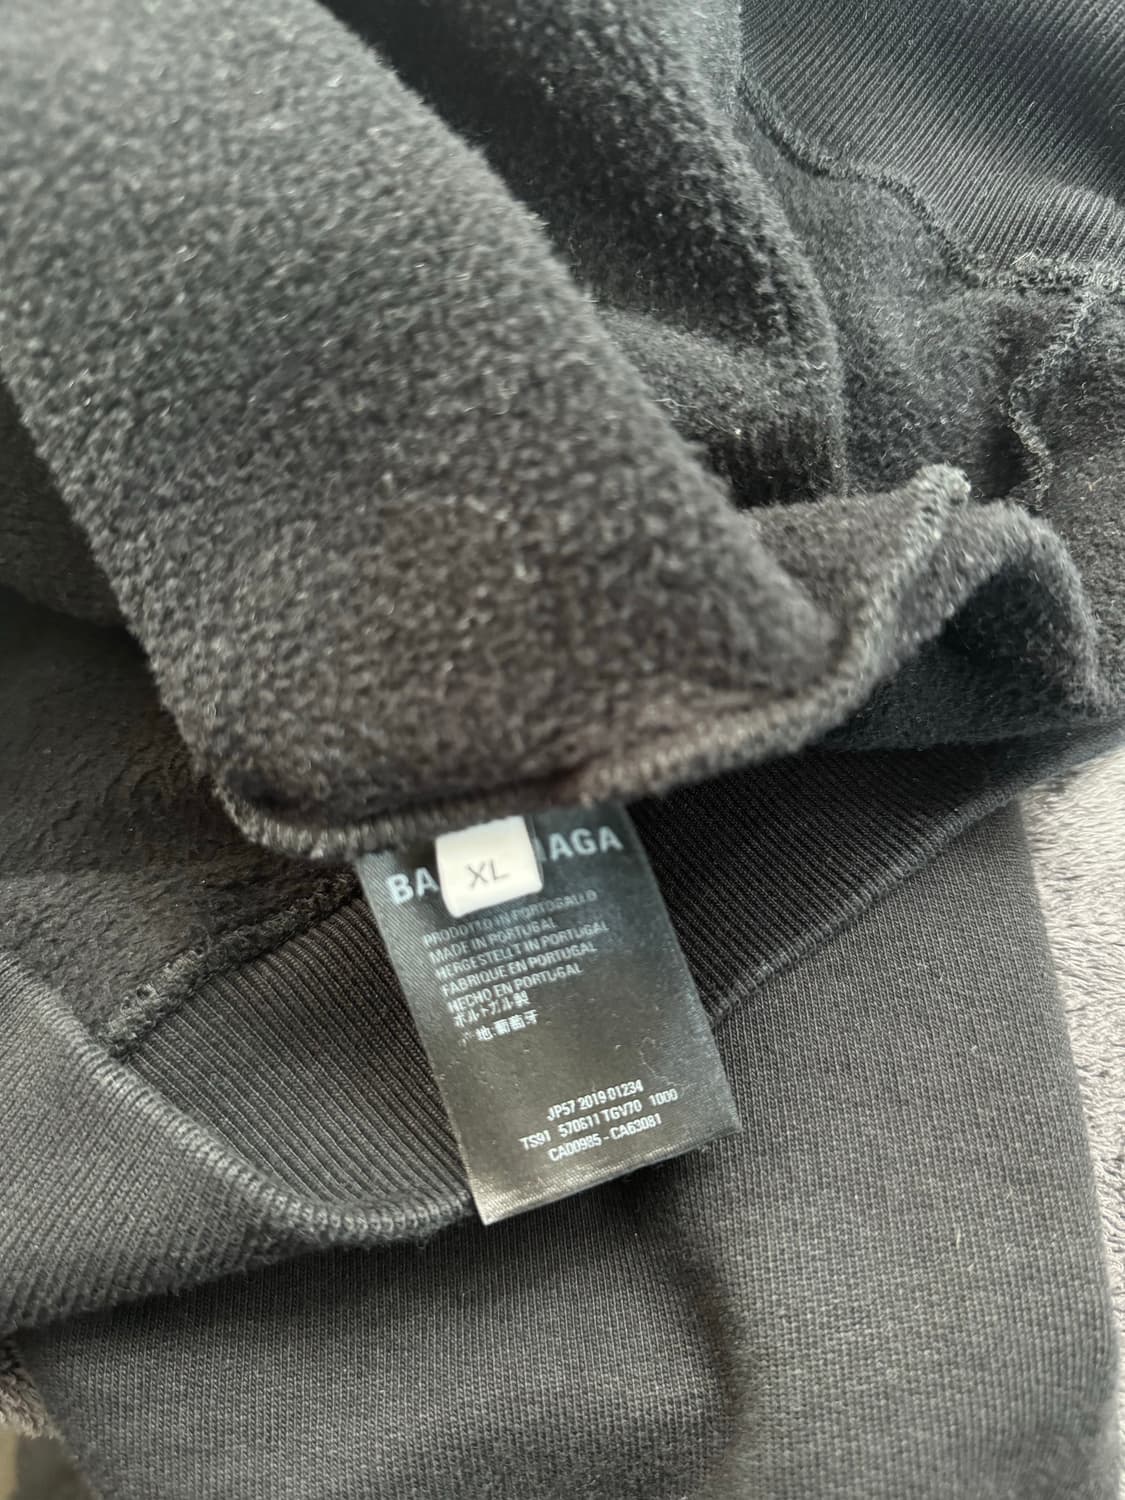 XL
BA AGA
PRODOTTO IN PORTOGALLO
MADE IN PORTUGAL
HERGESTELLT IN PORTUGAL
FABRIQUE EN PORTUGAL
HECHO EN PORTUGAL
ポルトガル製
地:葡萄牙
JP57 2019 01234
TS91 570811 TGV70 1000
CA00985 - CA63081